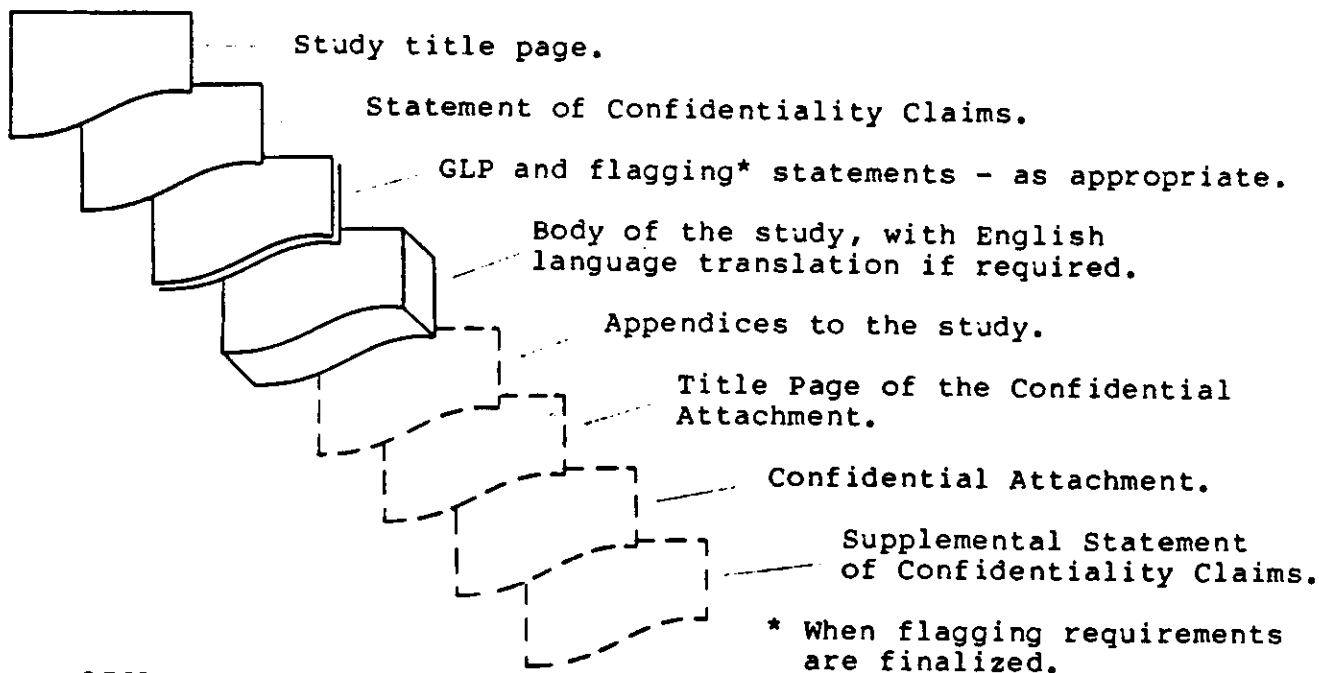 Study title page.
Statement of Confidentiality Claims.
GLP and flagging* statements - as appropriate.
Body of the study, with English
language translation if required.
Appendices to the study.
Title Page of the Confidential
Attachment.
Confidential Attachment.
Supplemental Statement
of Confidentiality Claims.
* When flagging requirements
are finalized.